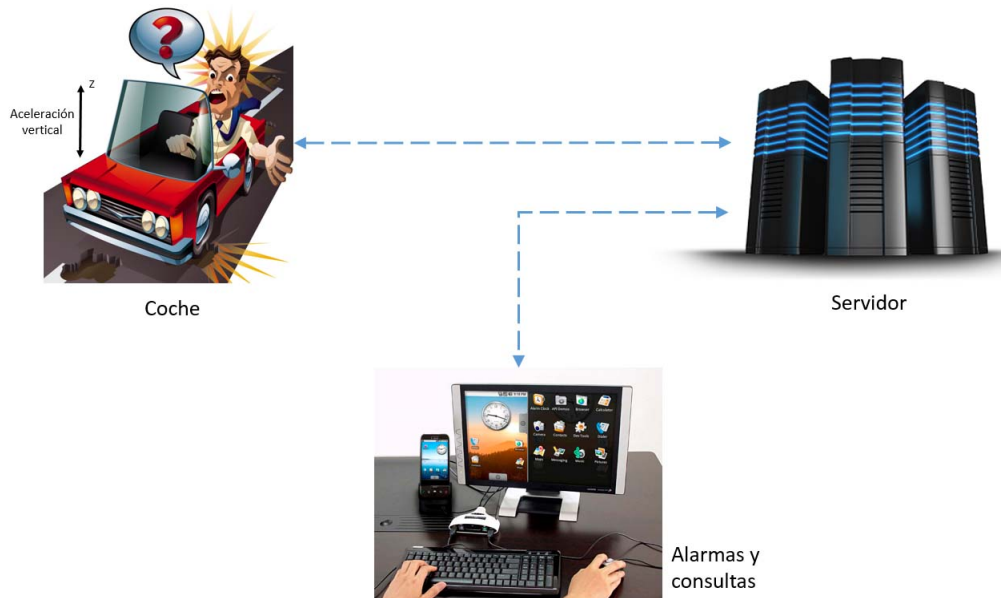 ?
Z
Aceleración
vertical
Coche
Servidor
Alarmas y
consultas